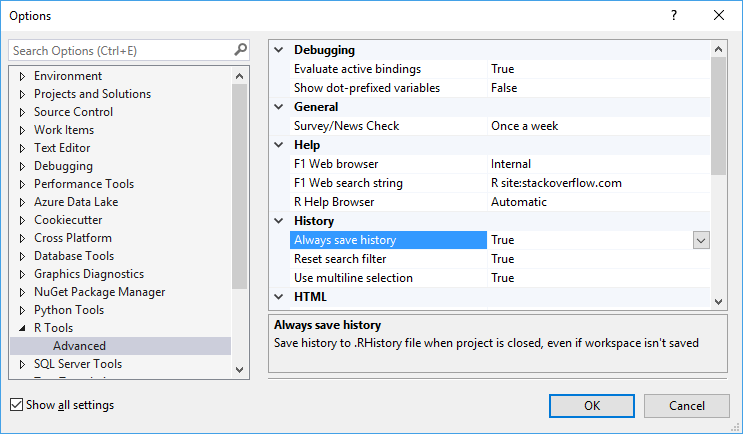 Options
Search Options (Ctrl+E)
Environment
Projects and Solutions
Source Control
Work Items
Text Editor
Debugging
Performance Tools
Azure Data Lake
Cookiecutter
Cross Platform
Database Tools
Graphics Diagnostics
NuGet Package Manager
Python Tools
R Tools
Advanced
SQL Server Tools
Debugging
Evaluate active bindings True
Show dot-prefixed variables False
General
Survey/News Check Once a week
Help
F1 Web browser Internal
F1 Web search string R site:stackoverflow.com
R Help Browser Automatic
History
Always save history True
Reset search filter True
Use multiline selection True
HTML
Always save history
Save history to .RHistory file when project is closed, even if workspace isn't saved
Show all settings
OK
Cancel